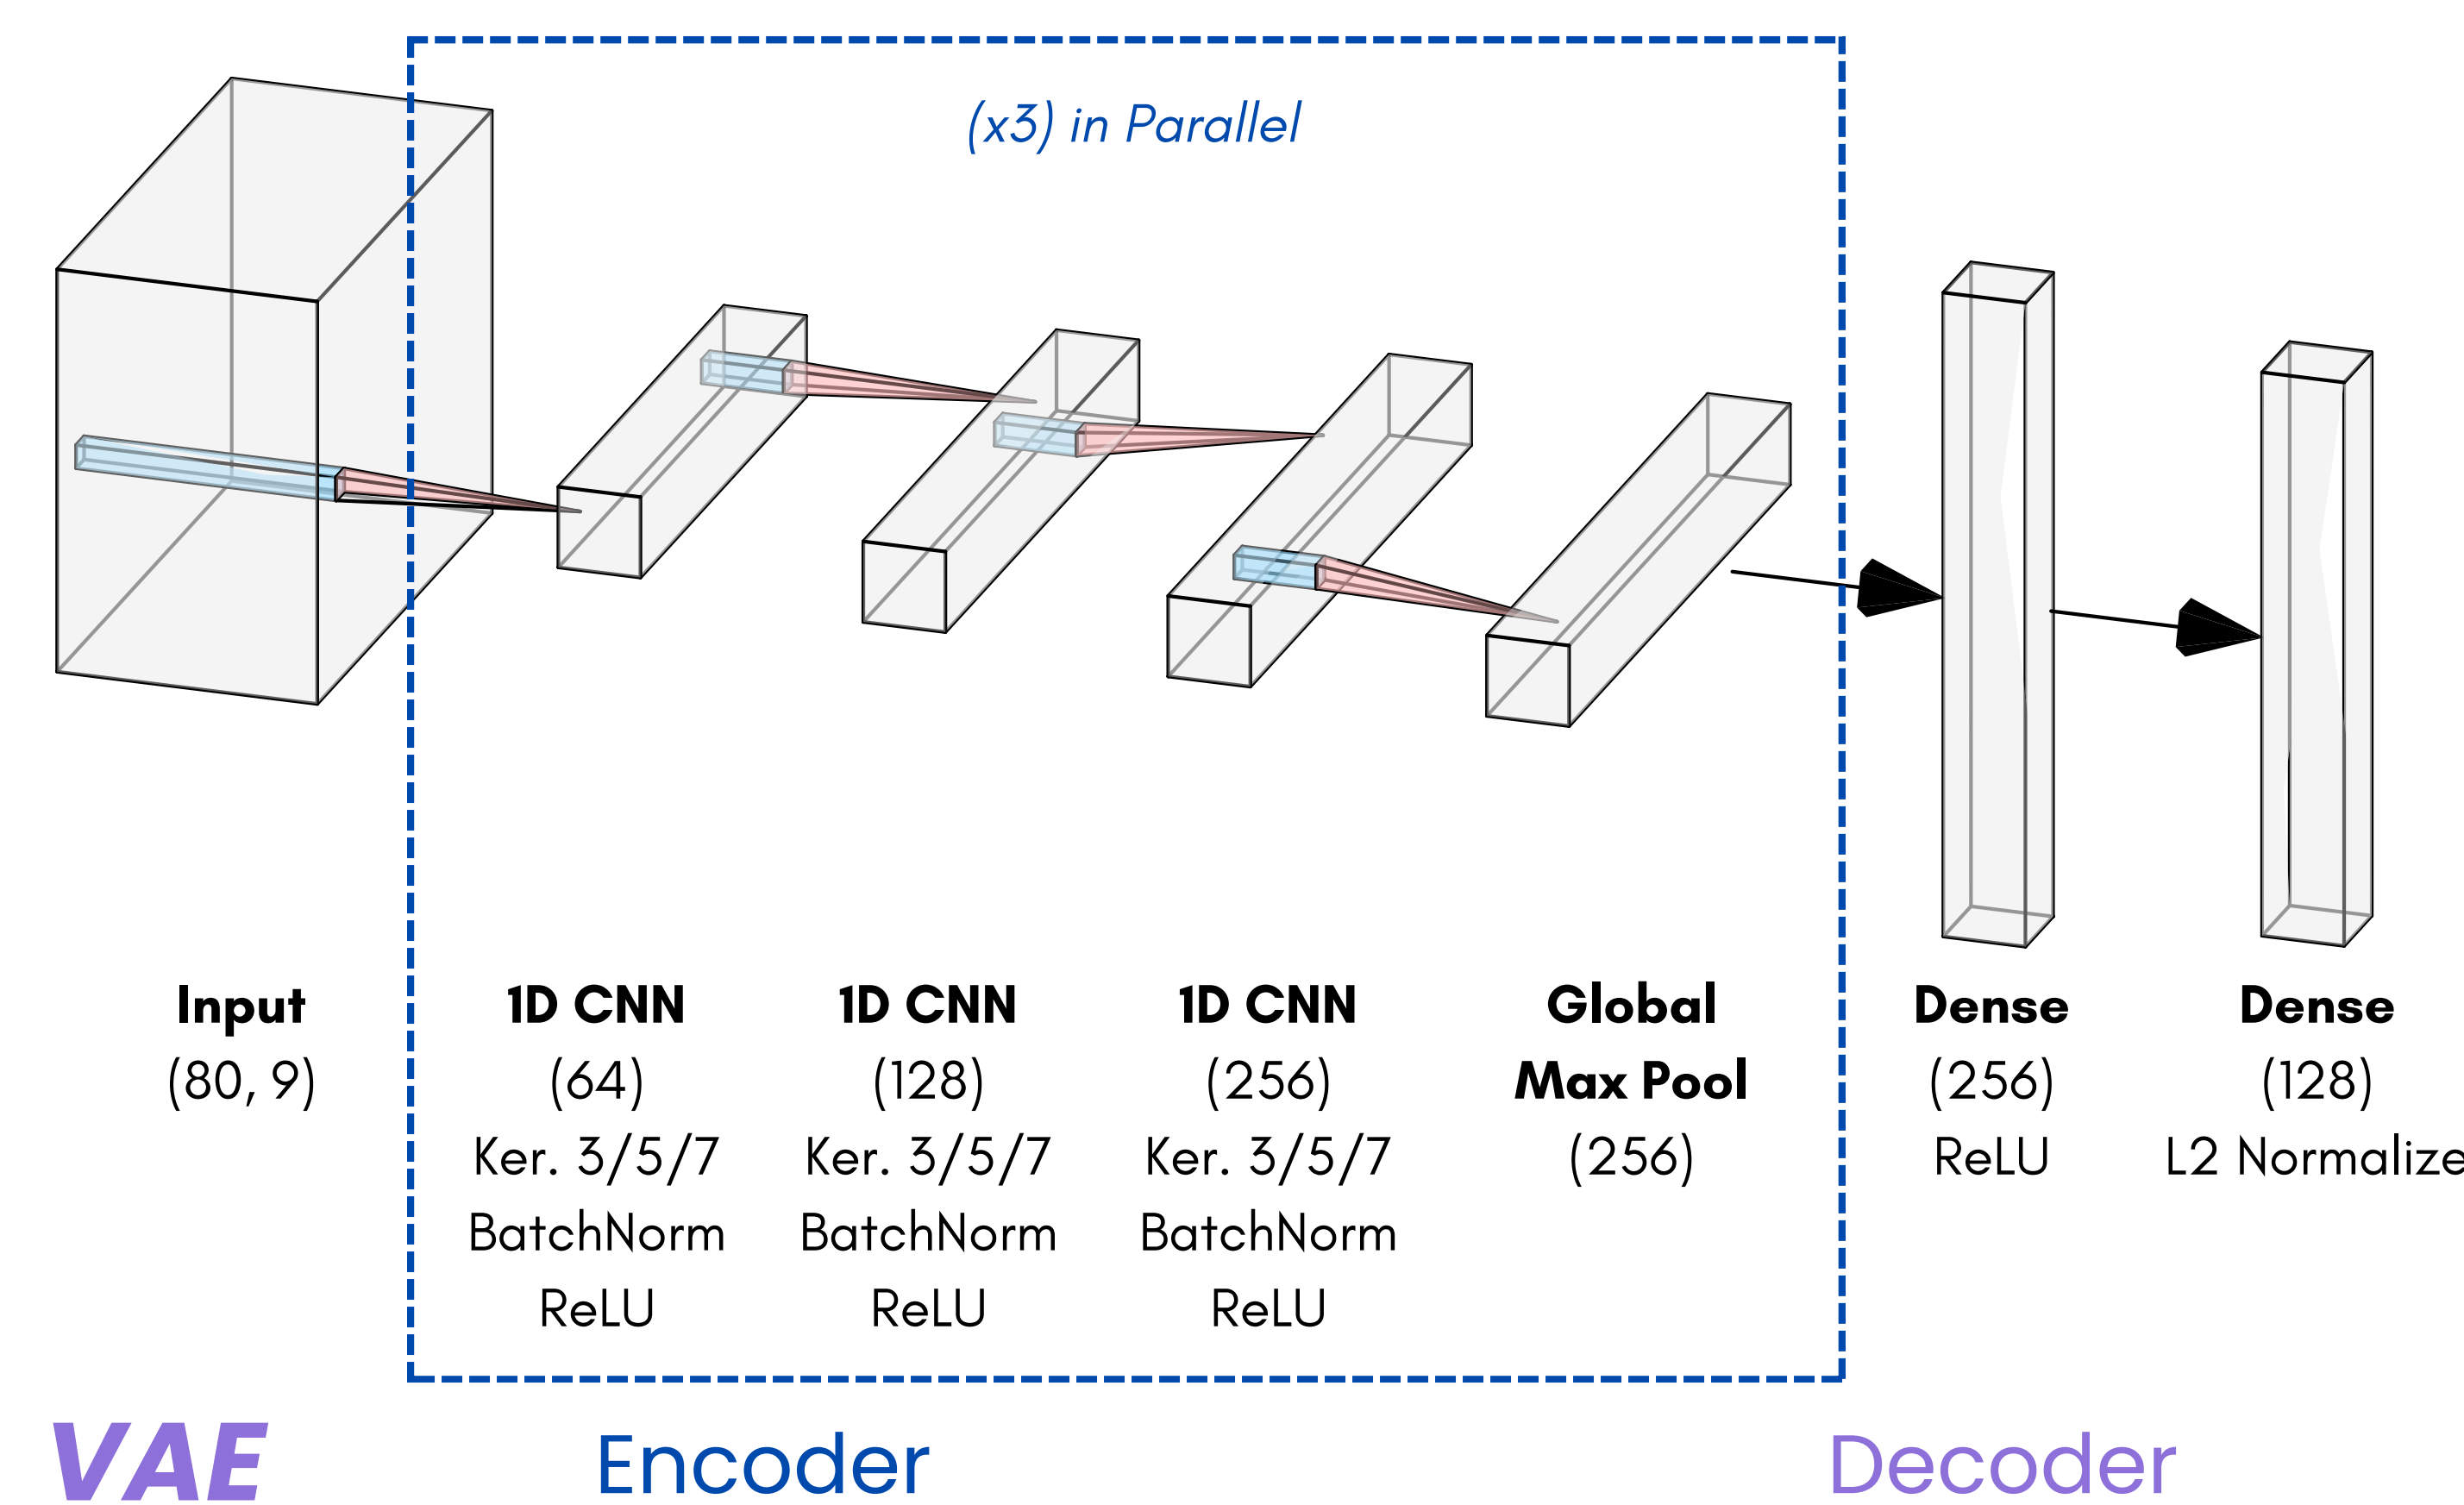 (x3) in Parallel
Input
(80, 9)
1D CNN
(64)
Ker. 3/5/7
BatchNorm
ReLU
1D CNN
(128)
Ker. 3/5/7
BatchNorm
ReLU
1D CNN
(256)
Ker. 3/5/7
BatchNorm
ReLU
Global
Max Pool
(256)
Dense
(256)
ReLU
Dense
(128)
L2 Normalize
VAE
Encoder
Decoder